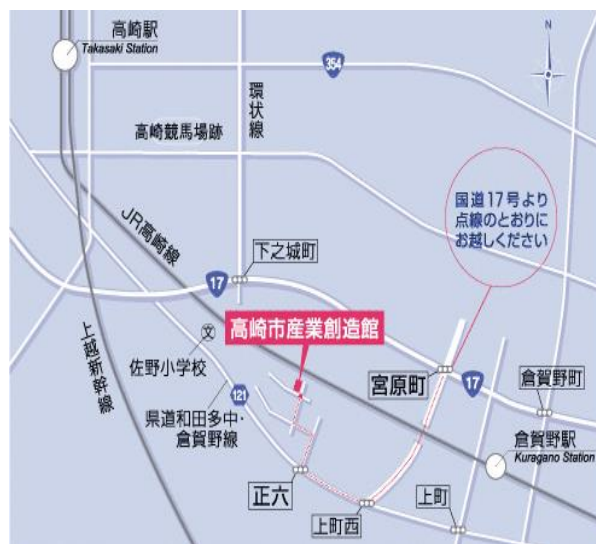 高崎駅
Takasaki Station
N
354
環状線
高崎競馬場跡
国道17号より
点線のとおりに
お越しください
JR高崎線
下之城町
17
文
高崎市産業創造館
佐野小学校
上越新幹線
宮原町
17
倉賀野町
121
県道和田多中・
倉賀野線
倉賀野駅
Kuragano Station
正六
上町西
上町